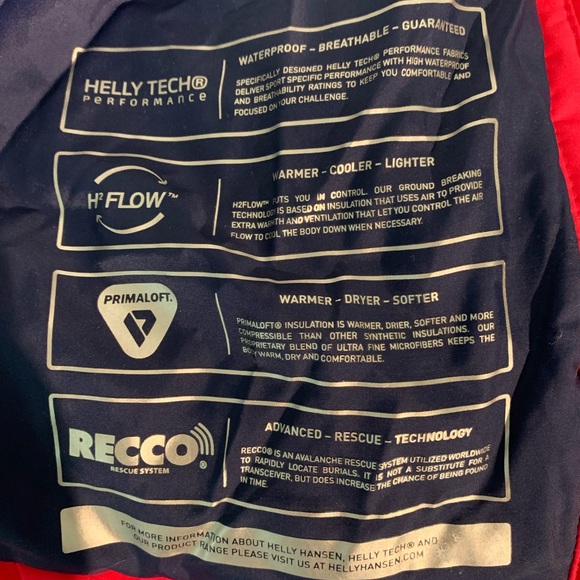 HELLY TECH®
PERFORMANCE
WATERPROOF - BREATHABLE - GUARANTEED
SPECIFICALLY DESIGNED HELLY TECH® PERFORMANCE FABRICS
DELIVER SPORT SPECIFIC PERFORMANCE WITH HIGH WATERPROOF
AND BREATHABILITY RATINGS TO KEEP YOU COMFORTABLE AND
FOCUSED ON YOUR CHALLENGE.
H²FLOW™
WARMER - COOLER - LIGHTER
H2FLOW™ PUTS YOU IN CONTROL. OUR GROUND BREAKING
TECHNOLOGY IS BASED ON INSULATION THAT USES AIR TO PROVIDE
EXTRA WARMTH AND VENTILATION THAT LET YOU CONTROL THE AIR
FLOW TO COOL THE BODY DOWN WHEN NECESSARY.
PRIMALOFT.
WARMER - DRYER - SOFTER
PRIMALOFT® INSULATION IS WARMER, DRIER, SOFTER AND MORE
COMPRESSIBLE THAN OTHER SYNTHETIC INSULATIONS. OUR
PROPRIETARY BLEND OF ULTRA FINE MICROFIBERS KEEPS THE
BODY WARM, DRY AND COMFORTABLE.
RECCO®
RESCUE SYSTEM
ADVANCED - RESCUE - TECHNOLOGY
RECCO® IS AN AVALANCHE RESCUE SYSTEM UTILIZED WORLDWIDE
TO RAPIDLY LOCATE BURIALS. IT IS NOT A SUBSTITUTE FOR A
TRANSCEIVER, BUT DOES INCREASE THE CHANCE OF BEING FOUND
IN TIME
FOR MORE INFORMATION ABOUT HELLY HANSEN, HELLY TECH® AND
OUR PRODUCT RANGE PLEASE VISIT US AT HELLYHANSEN.COM